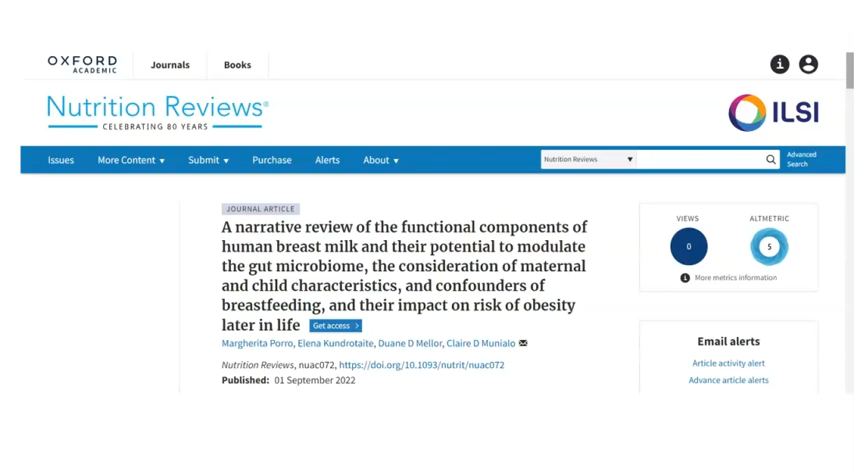 OXFORD
ACADEMIC
Journals
Books
Nutrition Reviews®
CELEBRATING 80 YEARS
ILSI
Issues
More Content
Submit
Purchase
Alerts
About
Nutrition Reviews
Advanced
Search
JOURNAL ARTICLE
A narrative review of the functional components of
human breast milk and their potential to modulate
the gut microbiome, the consideration of maternal
and child characteristics, and confounders of
breastfeeding, and their impact on risk of obesity
later in life Get access
Margherita Porro, Elena Kundrotaite, Duane D Mellor, Claire D Munialo
Nutrition Reviews, nuac072, https://doi.org/10.1093/nutrit/nuac072
Published: 01 September 2022
VIEWS
ALTMETRIC
0
5
More metrics information
Email alerts
Article activity alert
Advance article alerts